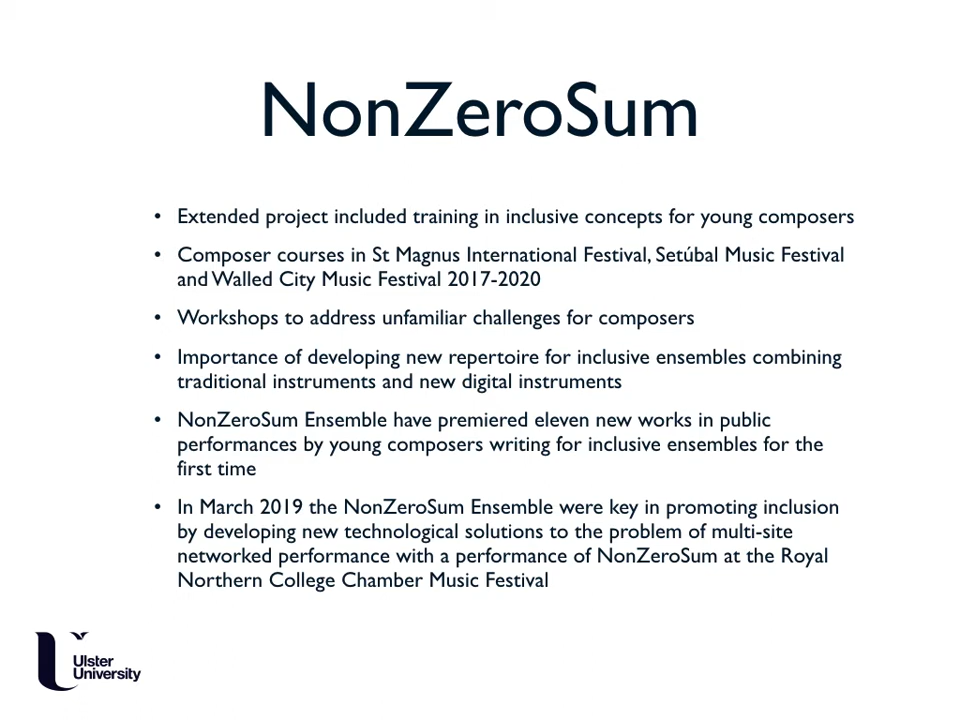 NonZeroSum
• Extended project included training in inclusive concepts for young composers
• Composer courses in St Magnus International Festival, Setúbal Music Festival
and Walled City Music Festival 2017-2020
• Workshops to address unfamiliar challenges for composers
• Importance of developing new repertoire for inclusive ensembles combining
traditional instruments and new digital instruments
• NonZeroSum Ensemble have premiered eleven new works in public
performances by young composers writing for inclusive ensembles for the
first time
• In March 2019 the NonZeroSum Ensemble were key in promoting inclusion
by developing new technological solutions to the problem of multi-site
networked performance with a performance of NonZeroSum at the Royal
Northern College Chamber Music Festival
Ulster
University